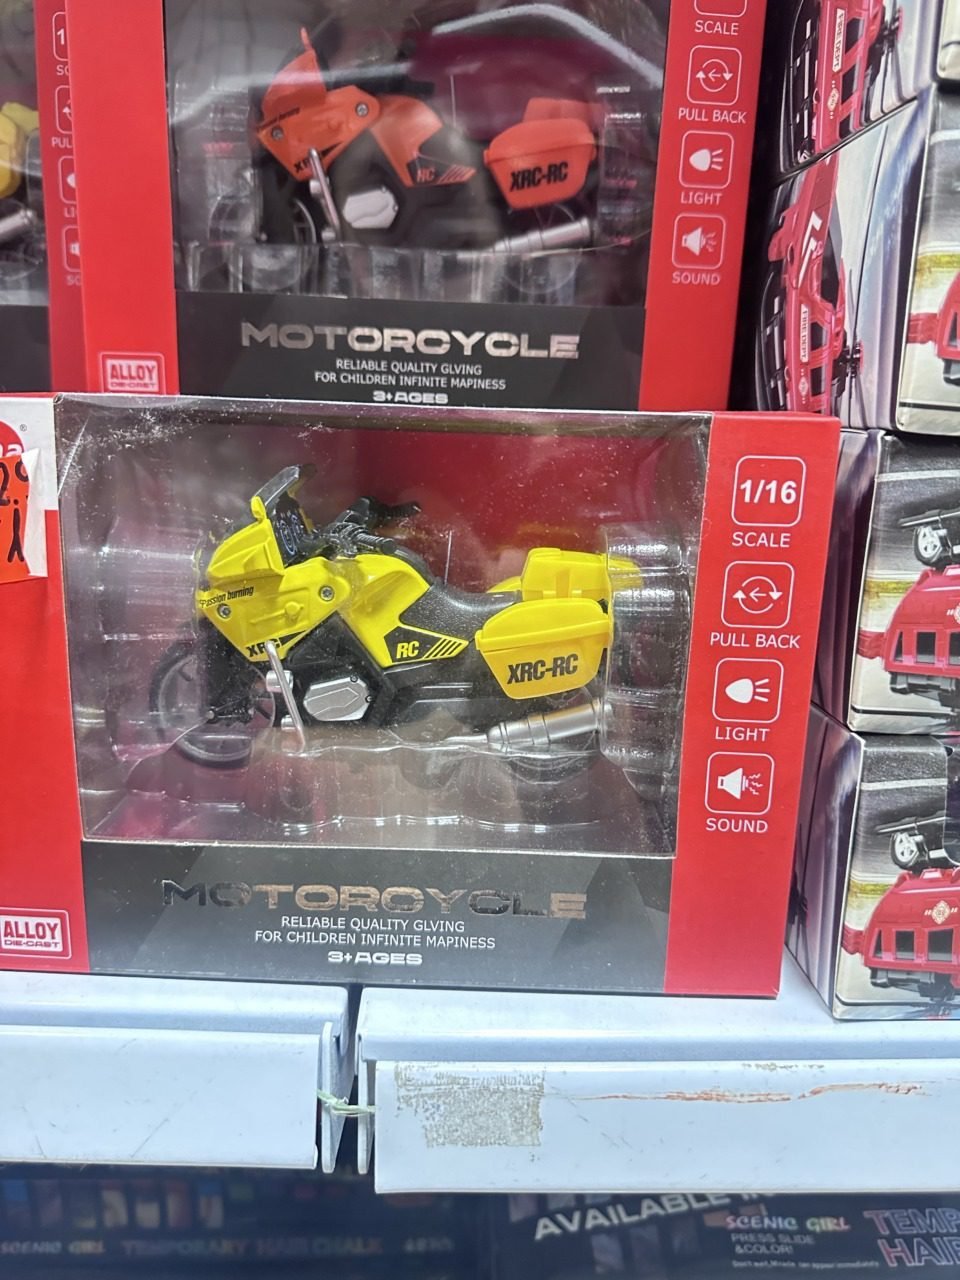 SCALE
PULL BACK
LIGHT
SOUND
Passion burning
XRC-RC
RC
MOTORCYCLE
RELIABLE QUALITY GLVING
FOR CHILDREN INFINITE MAPINESS
3+AGES
ALLOY
DIE-CAST
1/16
SCALE
PULL BACK
LIGHT
SOUND
Passion burning
RC
XRC-RC
MOTORCYCLE
RELIABLE QUALITY GLVING
FOR CHILDREN INFINITE MAPINESS
3+AGES
ALLOY
DIE-CAST
AVAILABLE
SCENIC GIRL
PRESS SLIDE
&COLOR!
SCENIC GIRL
TEMPORARY HAIR CHALK